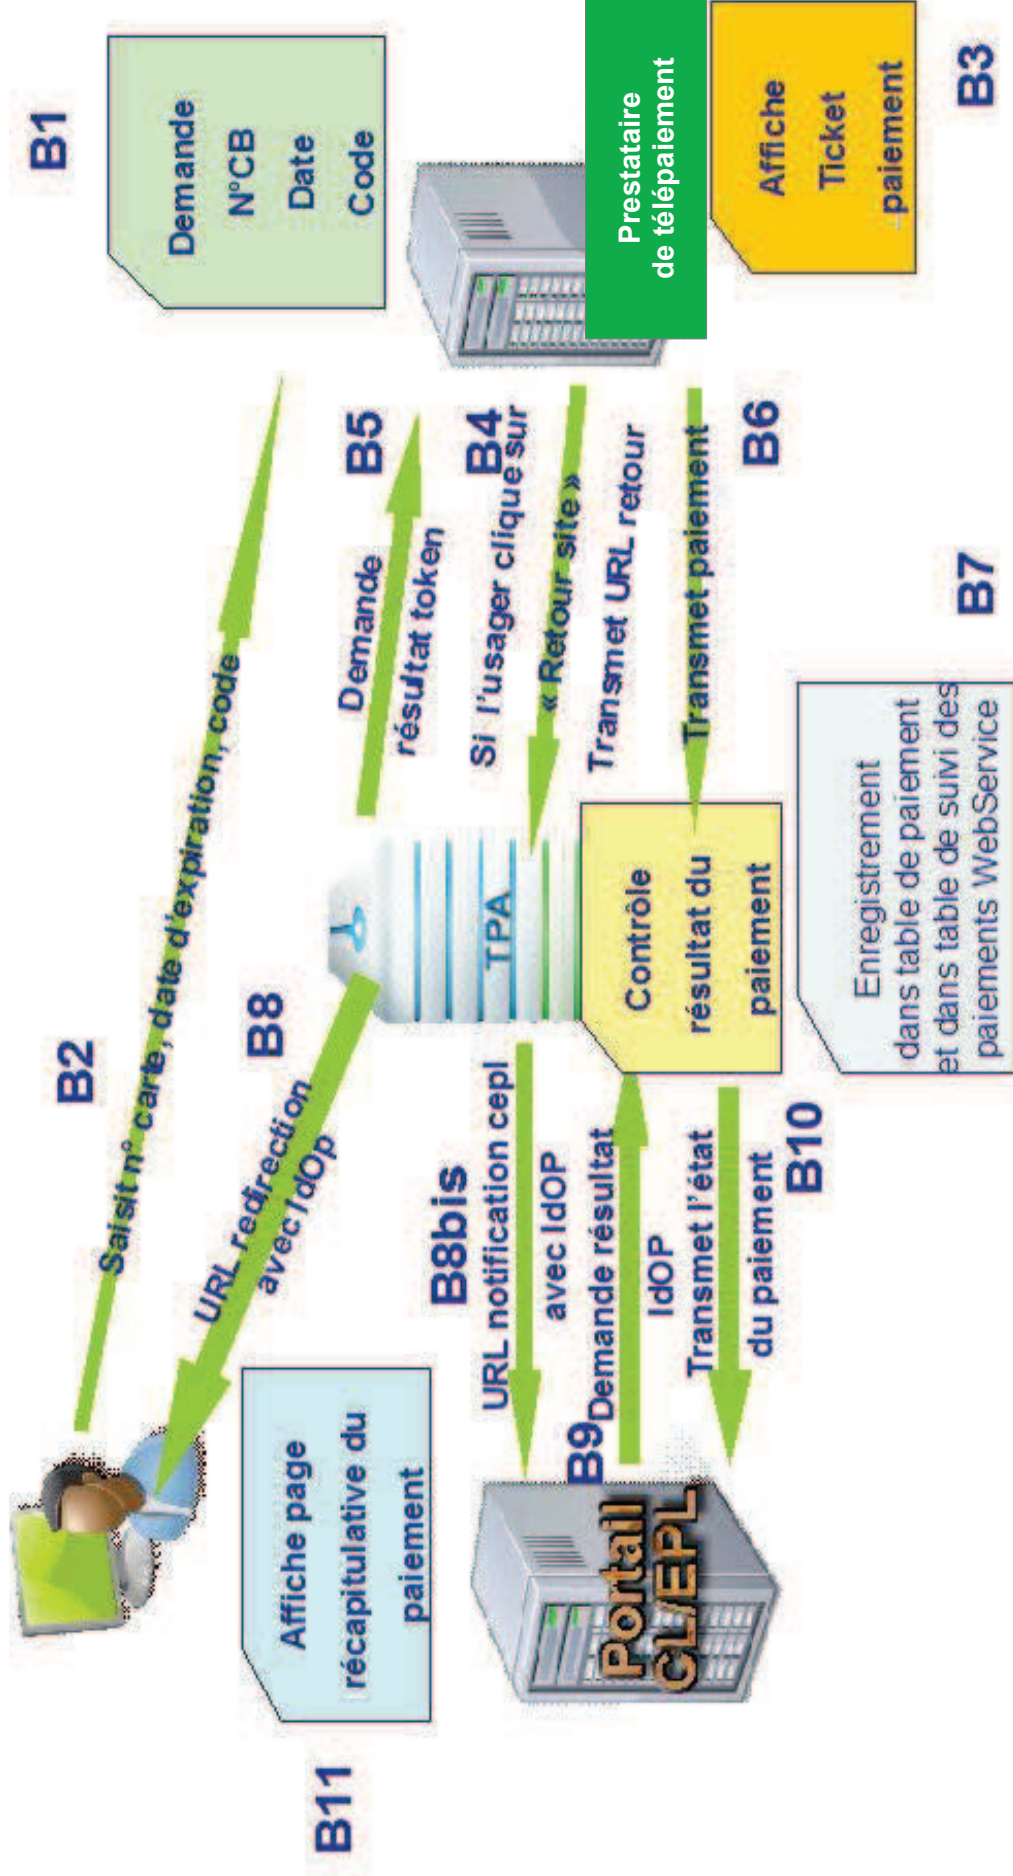 B1
Demande
N°CB
Date
Code
B2
Saisit n° carte, date d'expiration, code
Prestataire
de télépaiement
B3
Affiche
Ticket
paiement
B5
Demande
résultat token
B4
Si l'usager clique sur
« Retour site »
Transmet URL retour
B6
Transmet paiement
TPA
Contrôle
résultat du
paiement
B7
Enregistrement
dans table de paiement
et dans table de suivi des
paiements WebService
B8
URL redirection
avec IdOp
B8bis
URL notification cepl
avec IdOP
B9
Demande résultat
IdOP
B10
Transmet l'état
du paiement
Portail
CL/EPL
B11
Affiche page
récapitulative du
paiement